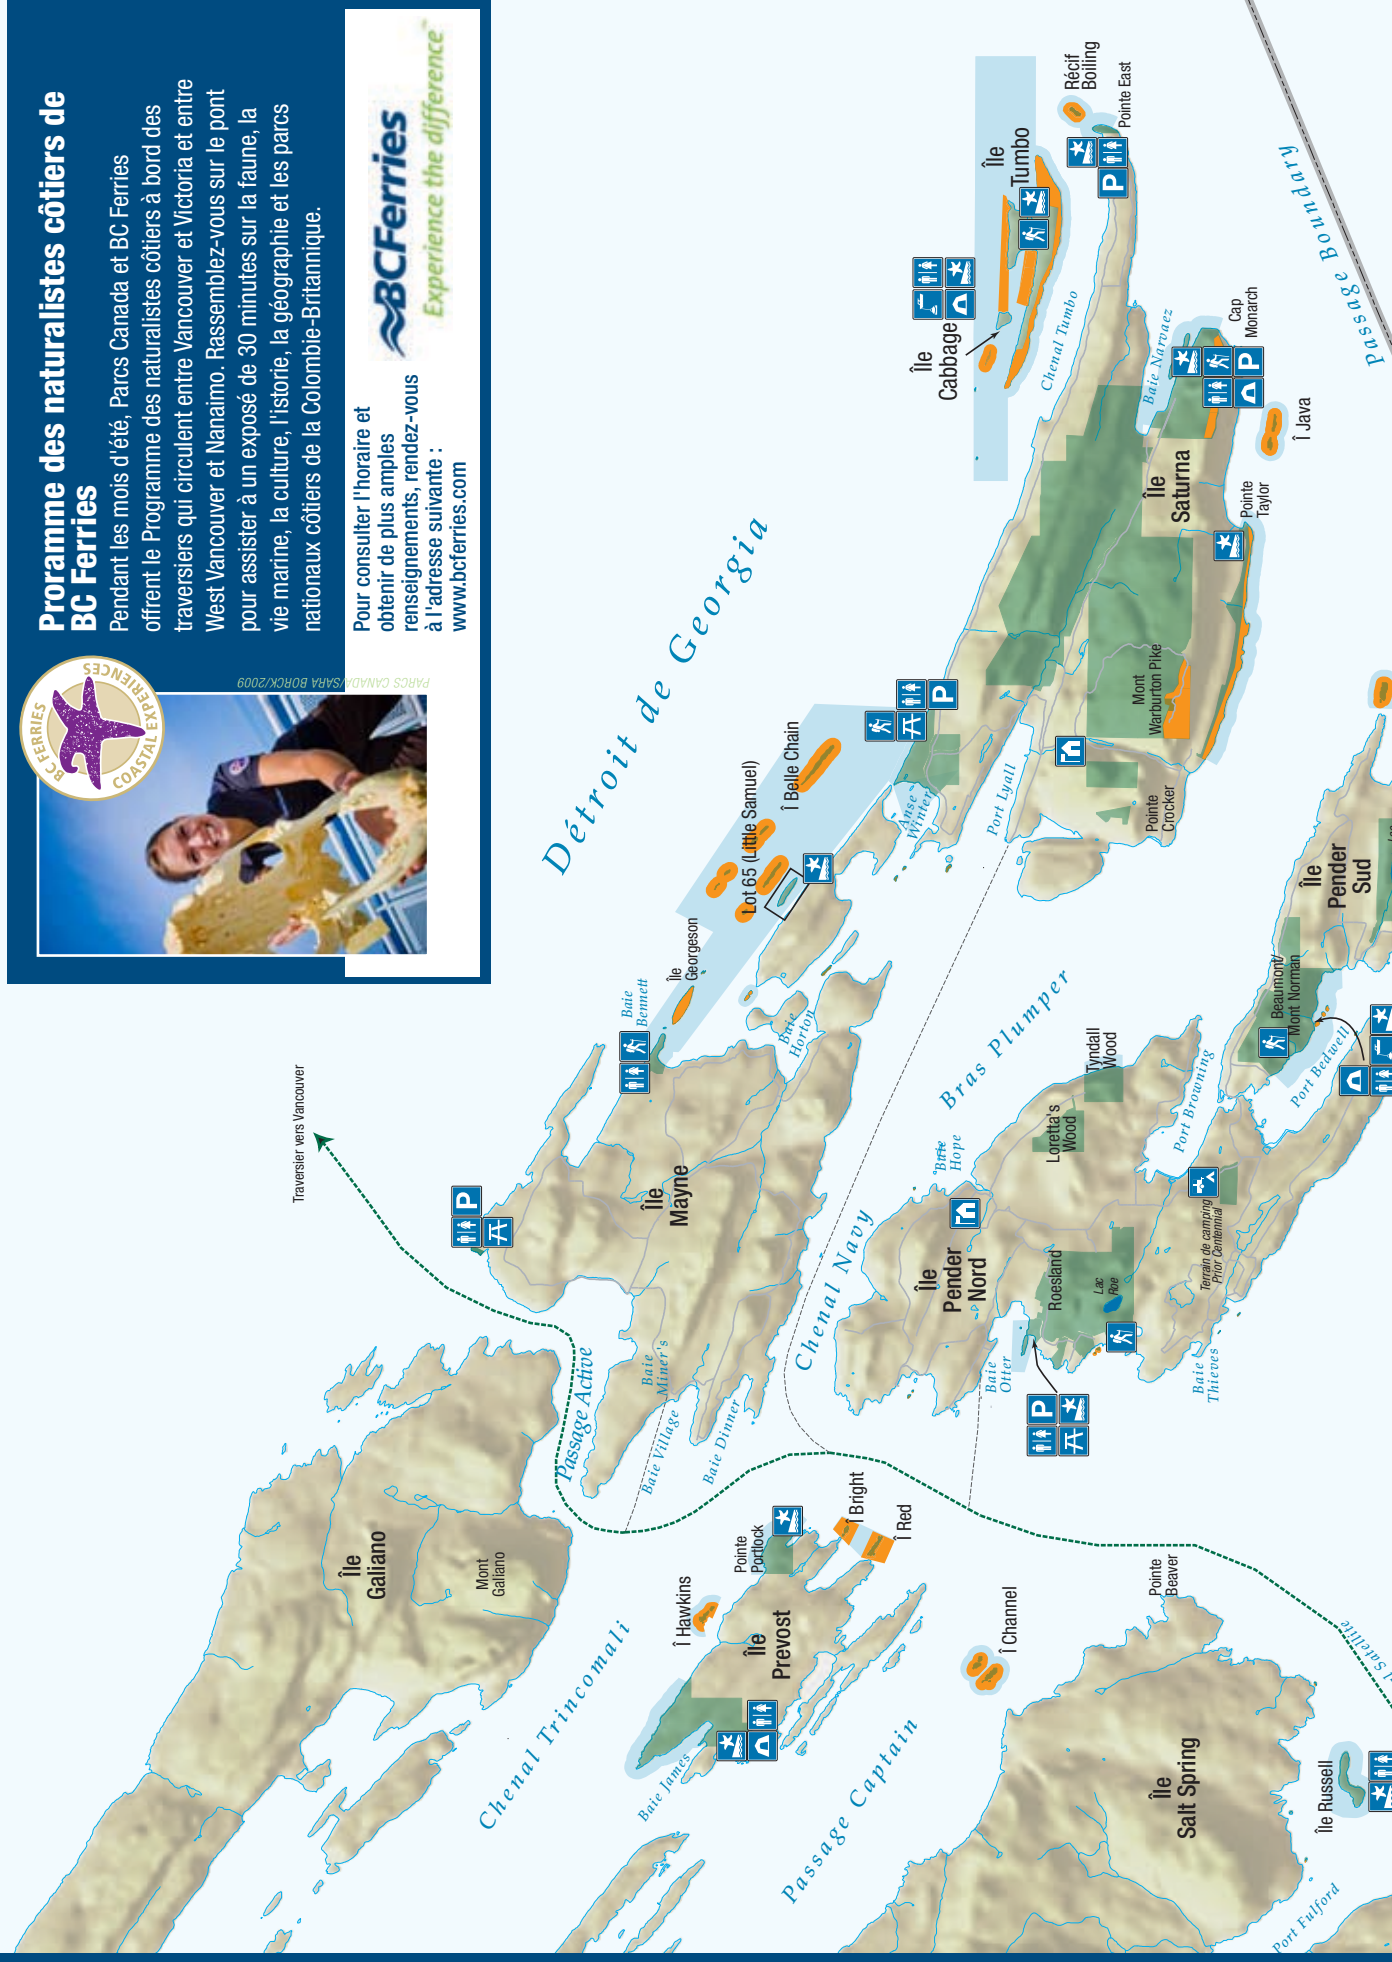 Proramme des naturalistes côtiers de
BC Ferries
Pendant les mois d'été, Parcs Canada et BC Ferries
offrent le Programme des naturalistes côtiers à bord des
traversiers qui circulent entre Vancouver et Victoria et entre
West Vancouver et Nanaimo. Rassemblez-vous sur le pont
pour assister à un exposé de 30 minutes sur la faune, la
vie marine, la culture, l'istorie, la géographie et les parcs
nationaux côtiers de la Colombie-Britannique.
Pour consulter l'horaire et
obtenir de plus amples
renseignements, rendez-vous
à l'adresse suivante :
www.bcferries.com
BCFerries
Experience the difference™
BC FERRIES
COASTAL EXPERIENCES
PARCS CANADA/SARA BORCK/2009
Traversier vers Vancouver
Détroit de Georgia
Île
Galiano
Mont
Galiano
Passage Active
Chenal Trincomali
Île
Mayne
Baie
Miner's
Baie Village
Baie Dinner
Baie
Bennett
Île
Georgeson
Baie
Horton
Lot 65 (Little Samuel)
Î Belle Chain
Anse
Winter
Port Lyall
Île
Cabbage
Île
Tumbo
Récif
Boiling
Pointe East
Chenal Tumbo
Baie Narvaez
Cap
Monarch
Î Java
Passage Boundary
Île
Saturna
Pointe
Taylor
Mont
Warburton Pike
Pointe
Crocker
P
P
P
P
P
Bras Plumper
Chenal Navy
Baie
Hope
Île
Pender
Nord
Roesland
Lac
Roe
Loretta's
Wood
Tyndall
Wood
Port Browning
Terrain de camping
Prior Centennial
Baie
Otter
Baie
Thieves
Beaumont/
Mont Norman
Port Bedwell
Île
Pender
Sud
Î Hawkins
Pointe
Portlock
Île
Prevost
Baie James
Î Bright
Î Red
Î Channel
Passage Captain
Pointe
Beaver
Île
Salt Spring
Île Russell
Port Fulford
Satellite